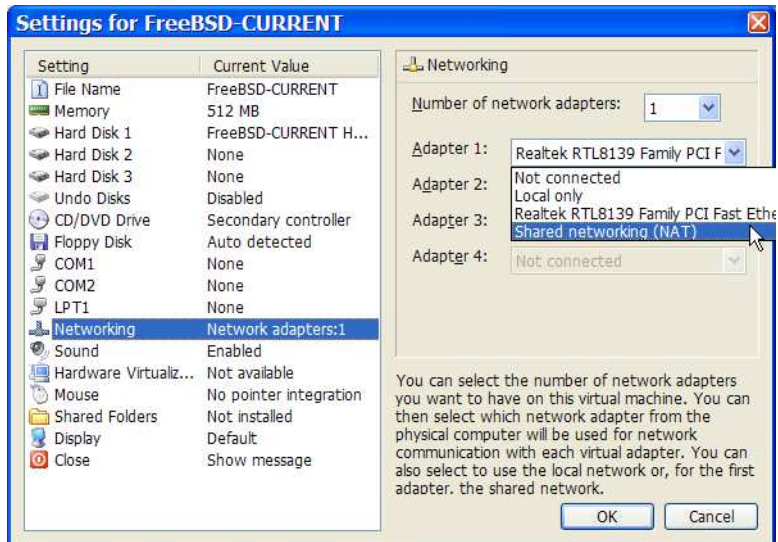 Settings for FreeBSD-CURRENT
Setting Current Value
File Name FreeBSD-CURRENT
Memory 512 MB
Hard Disk 1 FreeBSD-CURRENT H...
Hard Disk 2 None
Hard Disk 3 None
Undo Disks Disabled
CD/DVD Drive Secondary controller
Floppy Disk Auto detected
COM1 None
COM2 None
LPT1 None
Networking Network adapters:1
Sound Enabled
Hardware Virtualiz... Not available
Mouse No pointer integration
Shared Folders Not installed
Display Default
Close Show message
Networking
Number of network adapters: 1
Adapter 1: Realtek RTL8139 Family PCI F
Not connected
Adapter 2:
Local only
Realtek RTL8139 Family PCI Fast Ethe
Adapter 3:
Shared networking (NAT)
Adapter 4: Not connected
You can select the number of network adapters
you want to have on this virtual machine. You can
then select which network adapter from the
physical computer will be used for network
communication with each virtual adapter. You can
also select to use the local network or, for the first
adapter. the shared network.
OK Cancel